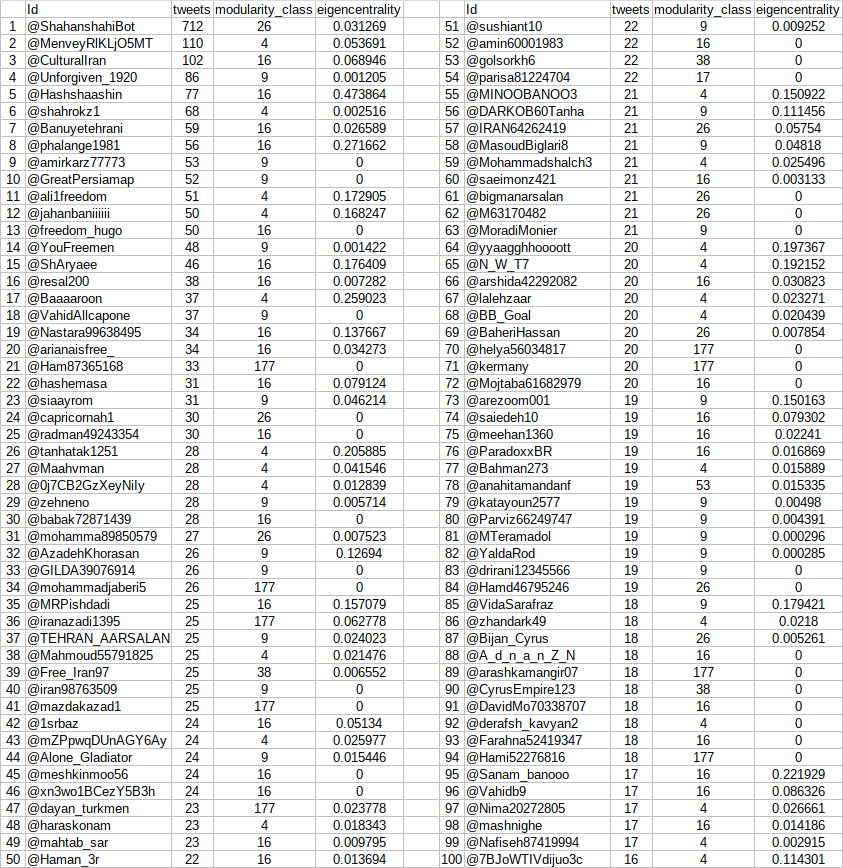 Id tweets modularity_class eigencentrality Id tweets modularity_class eigencentrality
1 @ShahanshahiBot 712 26 0.031269 51 @sushiant10 22 9 0.009252
2 @MenveyRlKLjO5MT 110 4 0.053691 52 @amin60001983 22 16 0
3 @CulturalIran 102 16 0.068946 53 @golsorkh6 22 38 0
4 @Unforgiven_1920 86 9 0.001205 54 @parisa81224704 22 17 0
5 @Hashshaashin 77 16 0.473864 55 @MINOOBANOO3 21 4 0.150922
6 @shahrokz1 68 4 0.002516 56 @DARKOB60Tanha 21 9 0.111456
7 @Banuyetehrani 59 16 0.026589 57 @IRAN64262419 21 26 0.05754
8 @phalange1981 56 16 0.271662 58 @MasoudBiglari8 21 9 0.04818
9 @amirkarz77773 53 9 0 59 @Mohammadshalch3 21 4 0.025496
10 @GreatPersiamap 52 9 0 60 @saeimonz421 21 16 0.003133
11 @ali1freedom 51 4 0.172905 61 @bigmanarsalan 21 26 0
12 @jahanbaniiiiii 50 4 0.168247 62 @M63170482 21 26 0
13 @freedom_hugo 50 16 0 63 @MoradiMonier 21 9 0
14 @YouFreemen 48 9 0.001422 64 @yyaagghhoooott 20 4 0.197367
15 @ShAryaee 46 16 0.176409 65 @N_W_T7 20 4 0.192152
16 @resal200 38 16 0.007282 66 @arshida42292082 20 16 0.030823
17 @Baaaaroon 37 4 0.259023 67 @lalehzaar 20 4 0.023271
18 @VahidAllcapone 37 9 0 68 @BB_Goal 20 4 0.020439
19 @Nastara99638495 34 16 0.137667 69 @BaheriHassan 20 26 0.007854
20 @arianaisfree_ 34 16 0.034273 70 @helya56034817 20 177 0
21 @Ham87365168 33 177 0 71 @kermany 20 177 0
22 @hashemasa 31 16 0.079124 72 @Mojtaba61682979 20 16 0
23 @siaayrom 31 9 0.046214 73 @arezoom001 19 9 0.150163
24 @capricornah1 30 26 0 74 @saiedeh10 19 16 0.079302
25 @radman49243354 30 16 0 75 @meehan1360 19 16 0.02241
26 @tanhatak1251 28 4 0.205885 76 @ParadoxxBR 19 16 0.016869
27 @Maahvman 28 4 0.041546 77 @Bahman273 19 4 0.015889
28 @0j7CB2GzXeyNiIy 28 4 0.012839 78 @anahitamandanf 19 53 0.015335
29 @zehneno 28 9 0.005714 79 @katayoun2577 19 9 0.00498
30 @babak72871439 28 16 0 80 @Parviz66249747 19 9 0.004391
31 @mohamma89850579 27 26 0.007523 81 @MTeramadol 19 9 0.000296
32 @AzadehKhorasan 26 9 0.12694 82 @YaldaRod 19 9 0.000285
33 @GILDA39076914 26 9 0 83 @drirani12345566 19 9 0
34 @mohammadjaberi5 26 177 0 84 @Hamd46795246 19 26 0
35 @MRPishdadi 25 16 0.157079 85 @VidaSarafraz 18 9 0.179421
36 @iranazadi1395 25 177 0.062778 86 @zhandark49 18 4 0.0218
37 @TEHRAN_AARSALAN 25 9 0.024023 87 @Bijan_Cyrus 18 26 0.005261
38 @Mahmoud55791825 25 4 0.021476 88 @A_d_n_a_n_Z_N 18 16 0
39 @Free_Iran97 25 38 0.006552 89 @arashkamangir07 18 177 0
40 @iran98763509 25 9 0 90 @CyrusEmpire123 18 38 0
41 @mazdakazad1 25 177 0 91 @DavidMo70338707 18 16 0
42 @1srbaz 24 16 0.05134 92 @derafsh_kavyan2 18 4 0
43 @mZPpwqDUnAGY6Ay 24 4 0.025977 93 @Farahna52419347 18 16 0
44 @Alone_Gladiator 24 9 0.015446 94 @Hami52276816 18 177 0
45 @meshkinmoo56 24 16 0 95 @Sanam_banooo 17 16 0.221929
46 @xn3wo1BCezY5B3h 24 16 0 96 @Vahidb9 17 16 0.086326
47 @dayan_turkmen 23 177 0.023778 97 @Nima20272805 17 4 0.026661
48 @haraskonam 23 4 0.018343 98 @mashnighe 17 16 0.014186
49 @mahtab_sar 23 16 0.009795 99 @Nafiseh87419994 17 4 0.002915
50 @Haman_3r 22 16 0.013694 100 @7BJoWTIVdijuo3c 16 4 0.114301